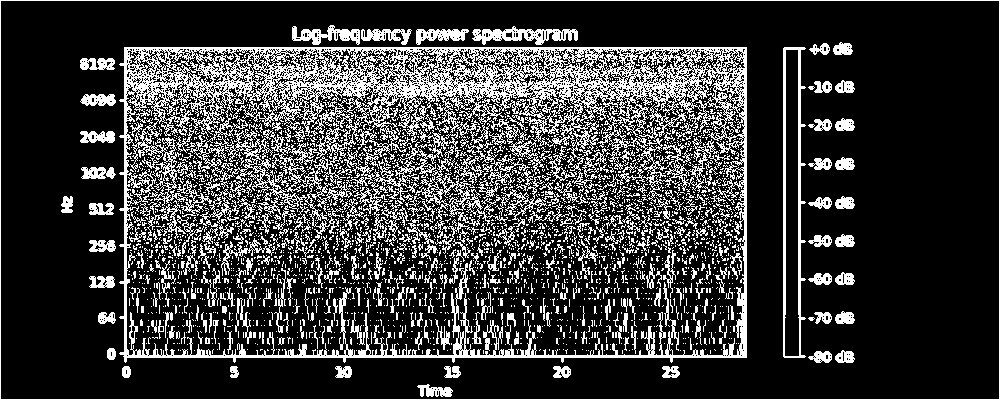 Log-frequency power spectrogram
8192
4096
2048
1024
512
256
128
64
0
Hz
0 5 10 15 20 25
Time
+0 dB
-10 dB
-20 dB
-30 dB
-40 dB
-50 dB
-60 dB
-70 dB
-80 dB